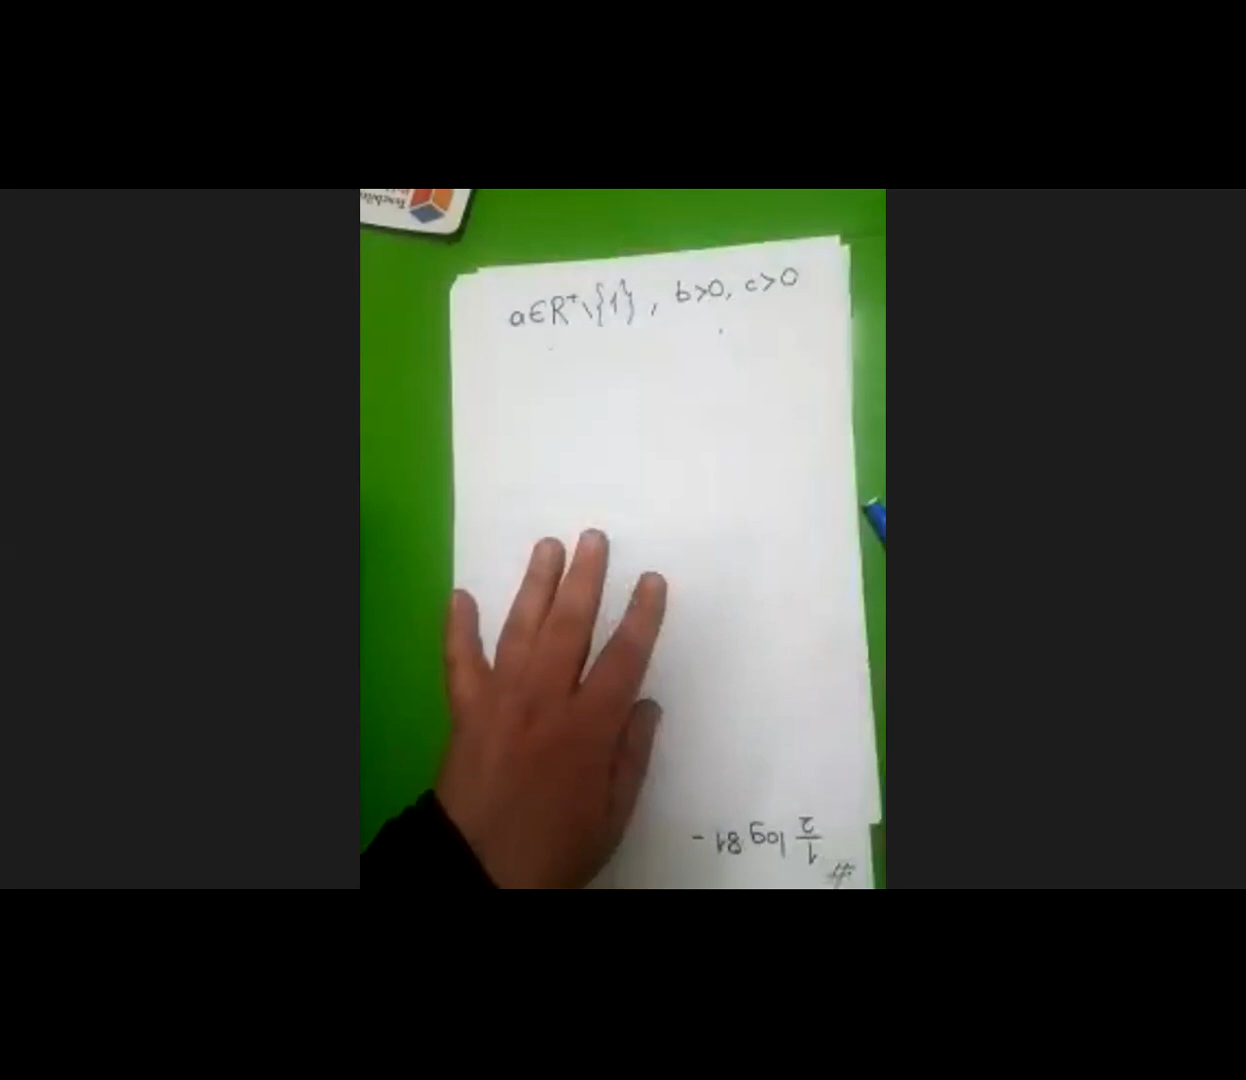 a∈R⁺\{1}, b>0, c>0
1/2 log 81 -